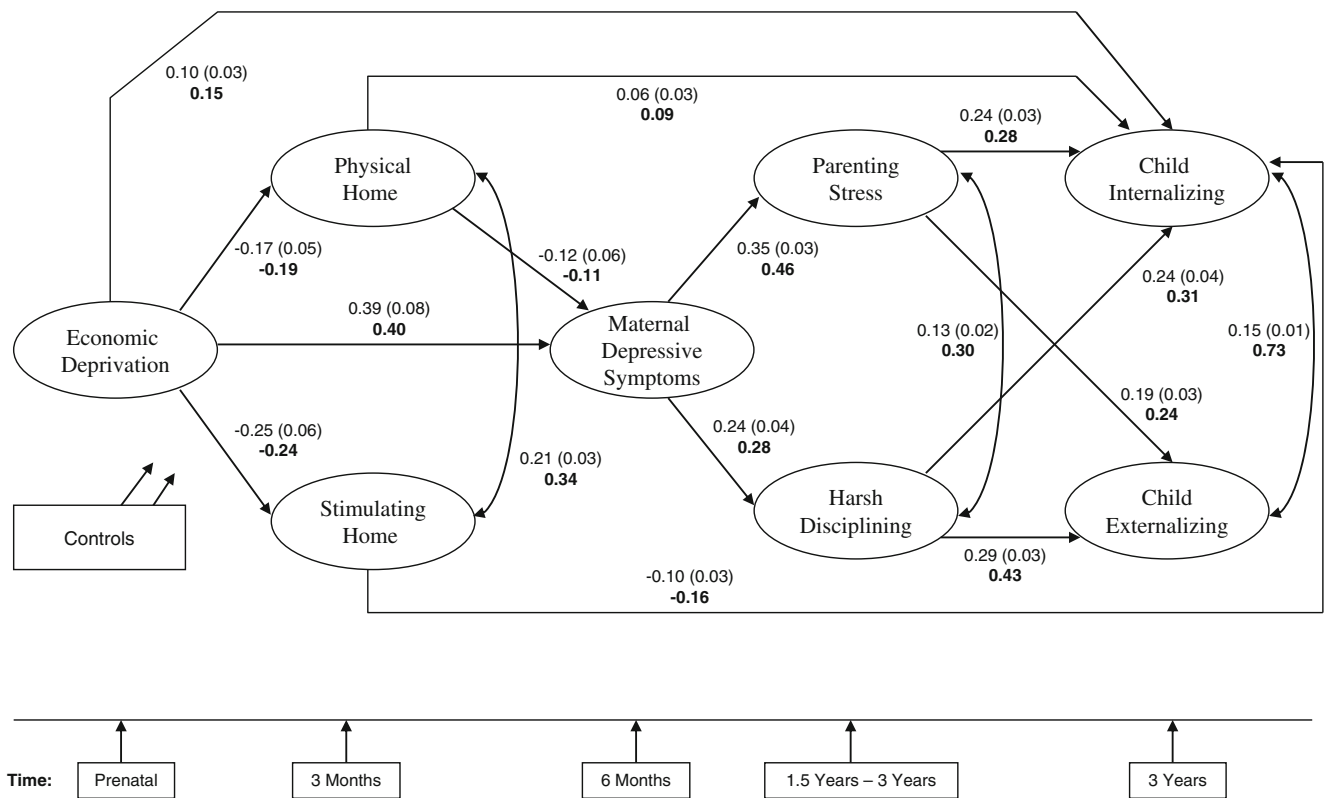 0.10 (0.03)
0.15
0.06 (0.03)
0.09
0.24 (0.03)
0.28
Physical
Home
Parenting
Stress
Child
Internalizing
-0.17 (0.05)
-0.19
-0.12 (0.06)
-0.11
0.35 (0.03)
0.46
0.24 (0.04)
0.31
Economic
Deprivation
0.39 (0.08)
0.40
Maternal
Depressive
Symptoms
0.13 (0.02)
0.30
0.15 (0.01)
0.73
0.19 (0.03)
0.24
-0.25 (0.06)
-0.24
0.24 (0.04)
0.28
0.21 (0.03)
0.34
Controls
Stimulating
Home
Harsh
Disciplining
Child
Externalizing
0.29 (0.03)
0.43
-0.10 (0.03)
-0.16
Time:
Prenatal
3 Months
6 Months
1.5 Years – 3 Years
3 Years